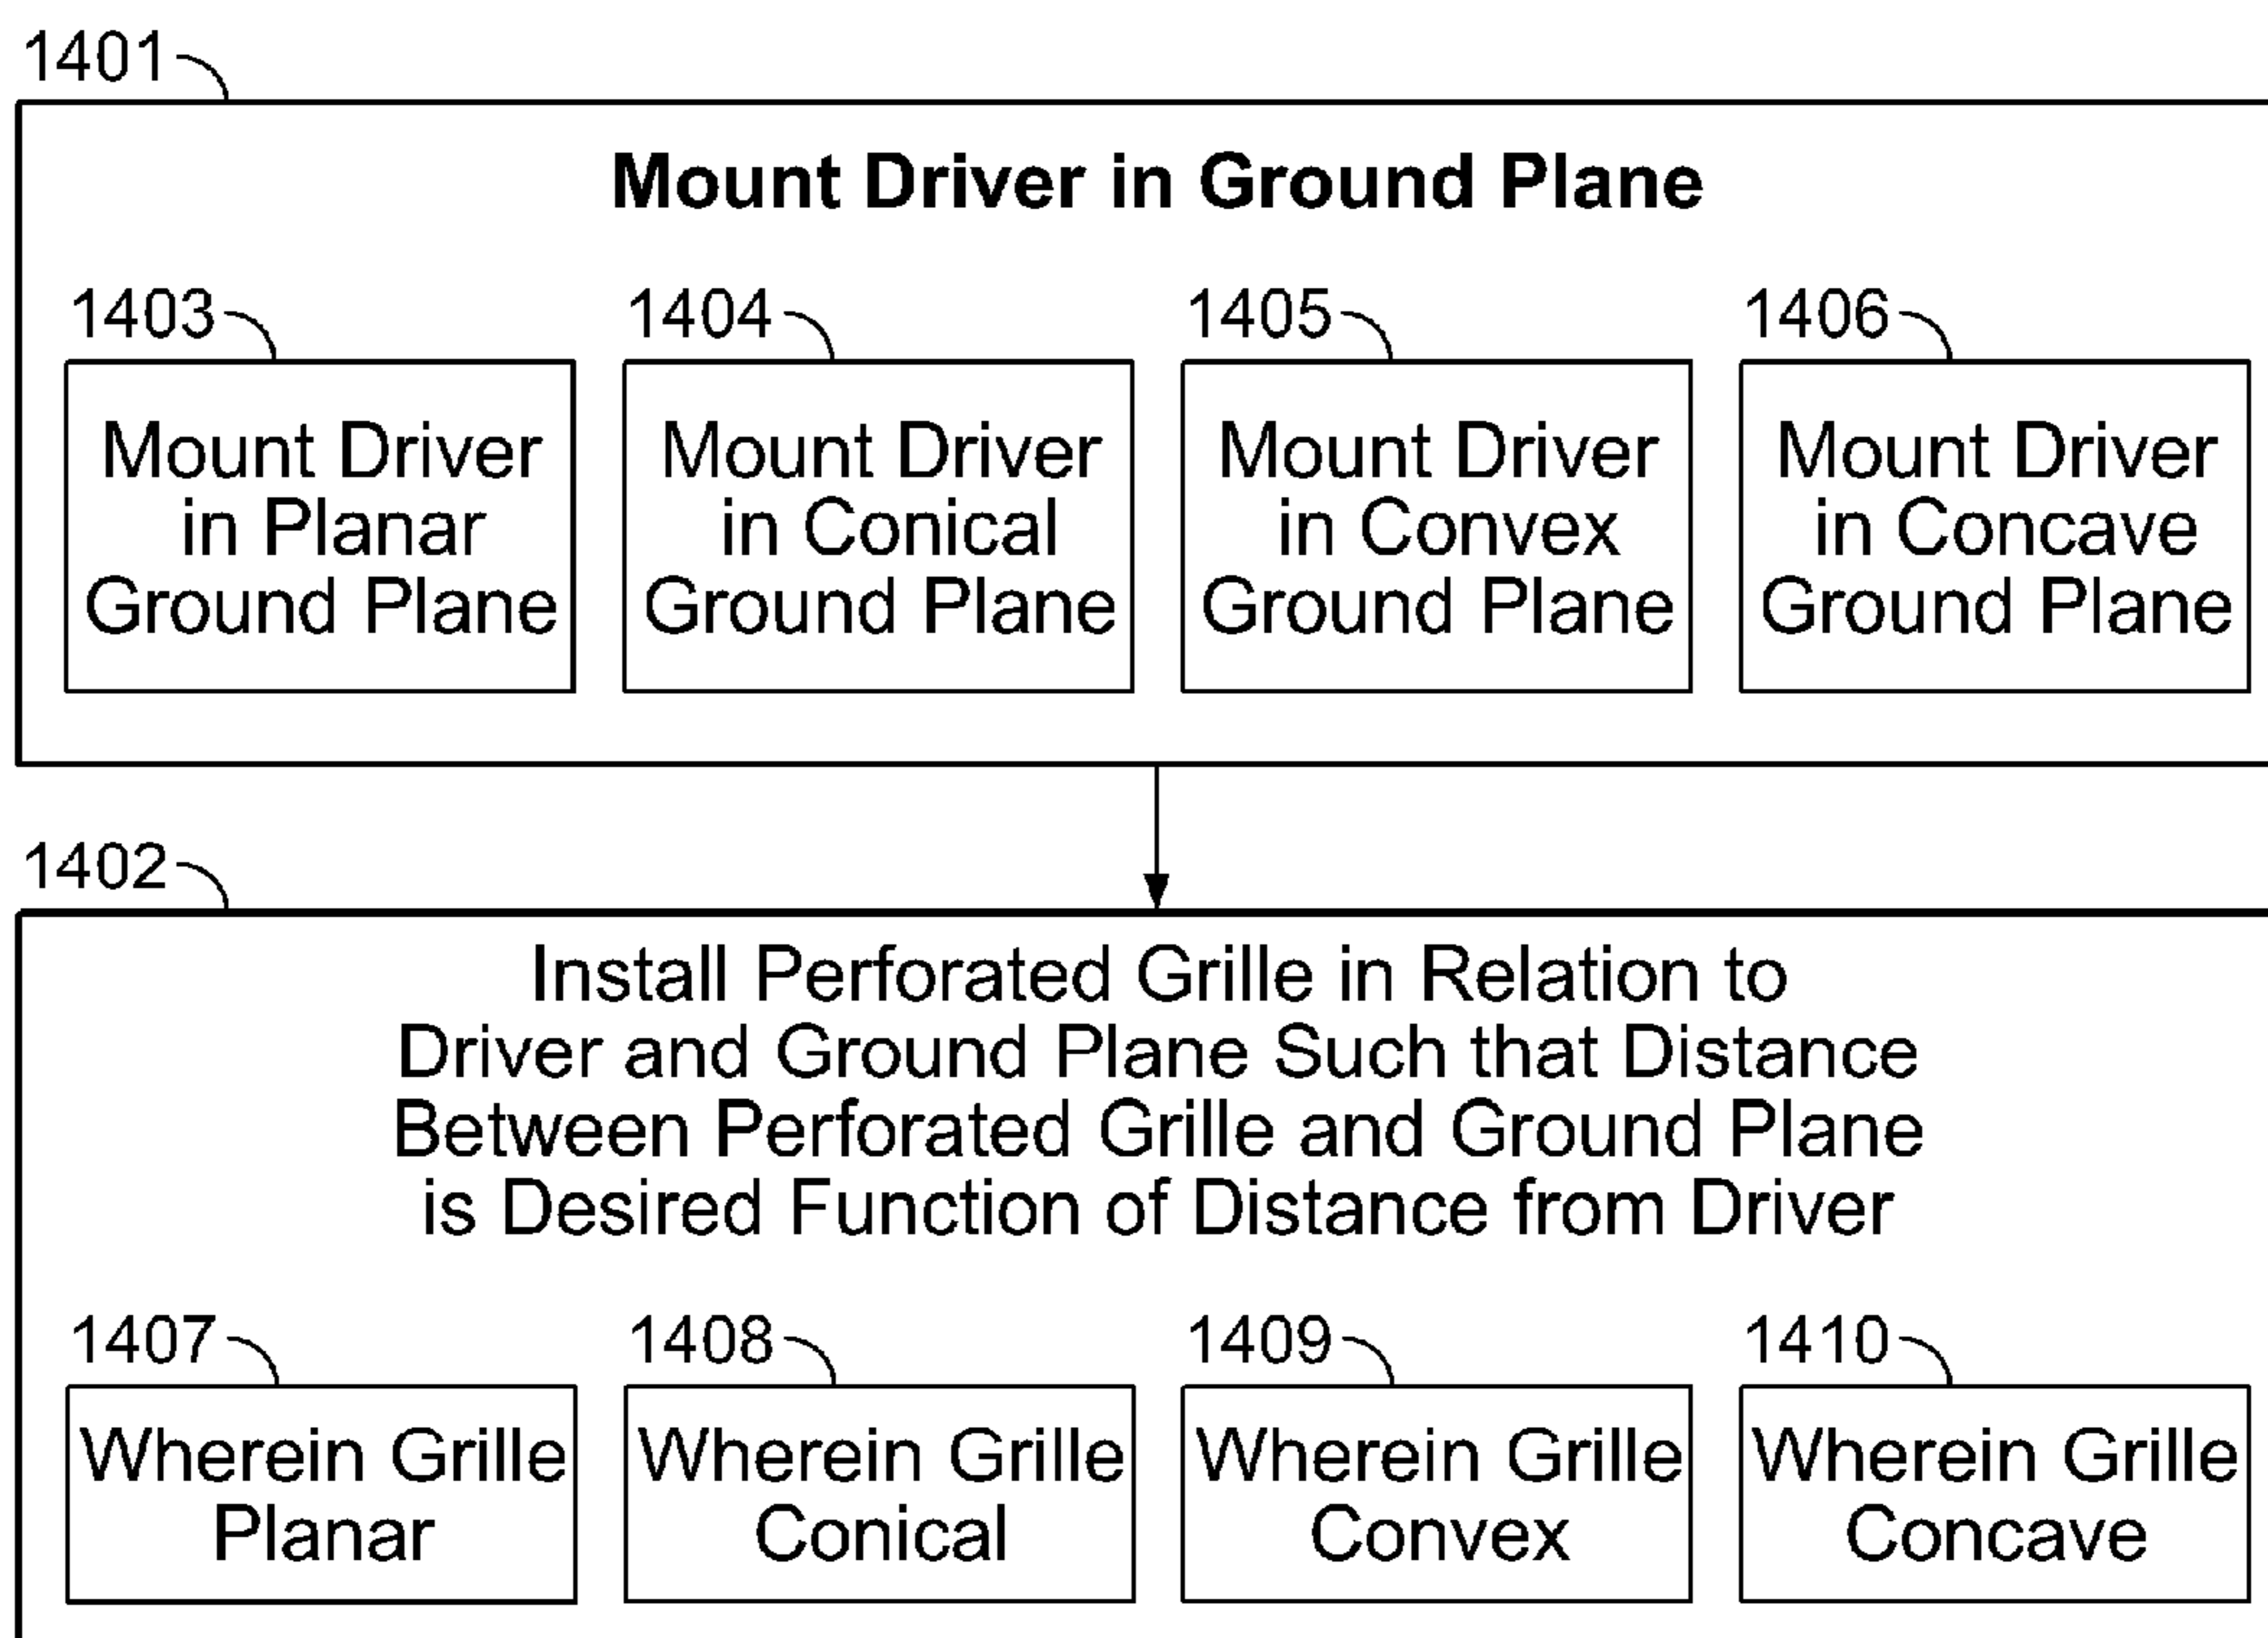 1401
Mount Driver in Ground Plane
1403
Mount Driver
in Planar
Ground Plane
1404
Mount Driver
in Conical
Ground Plane
1405
Mount Driver
in Convex
Ground Plane
1406
Mount Driver
in Concave
Ground Plane
1402
Install Perforated Grille in Relation to
Driver and Ground Plane Such that Distance
Between Perforated Grille and Ground Plane
is Desired Function of Distance from Driver
1407
Wherein Grille
Planar
1408
Wherein Grille
Conical
1409
Wherein Grille
Convex
1410
Wherein Grille
Concave